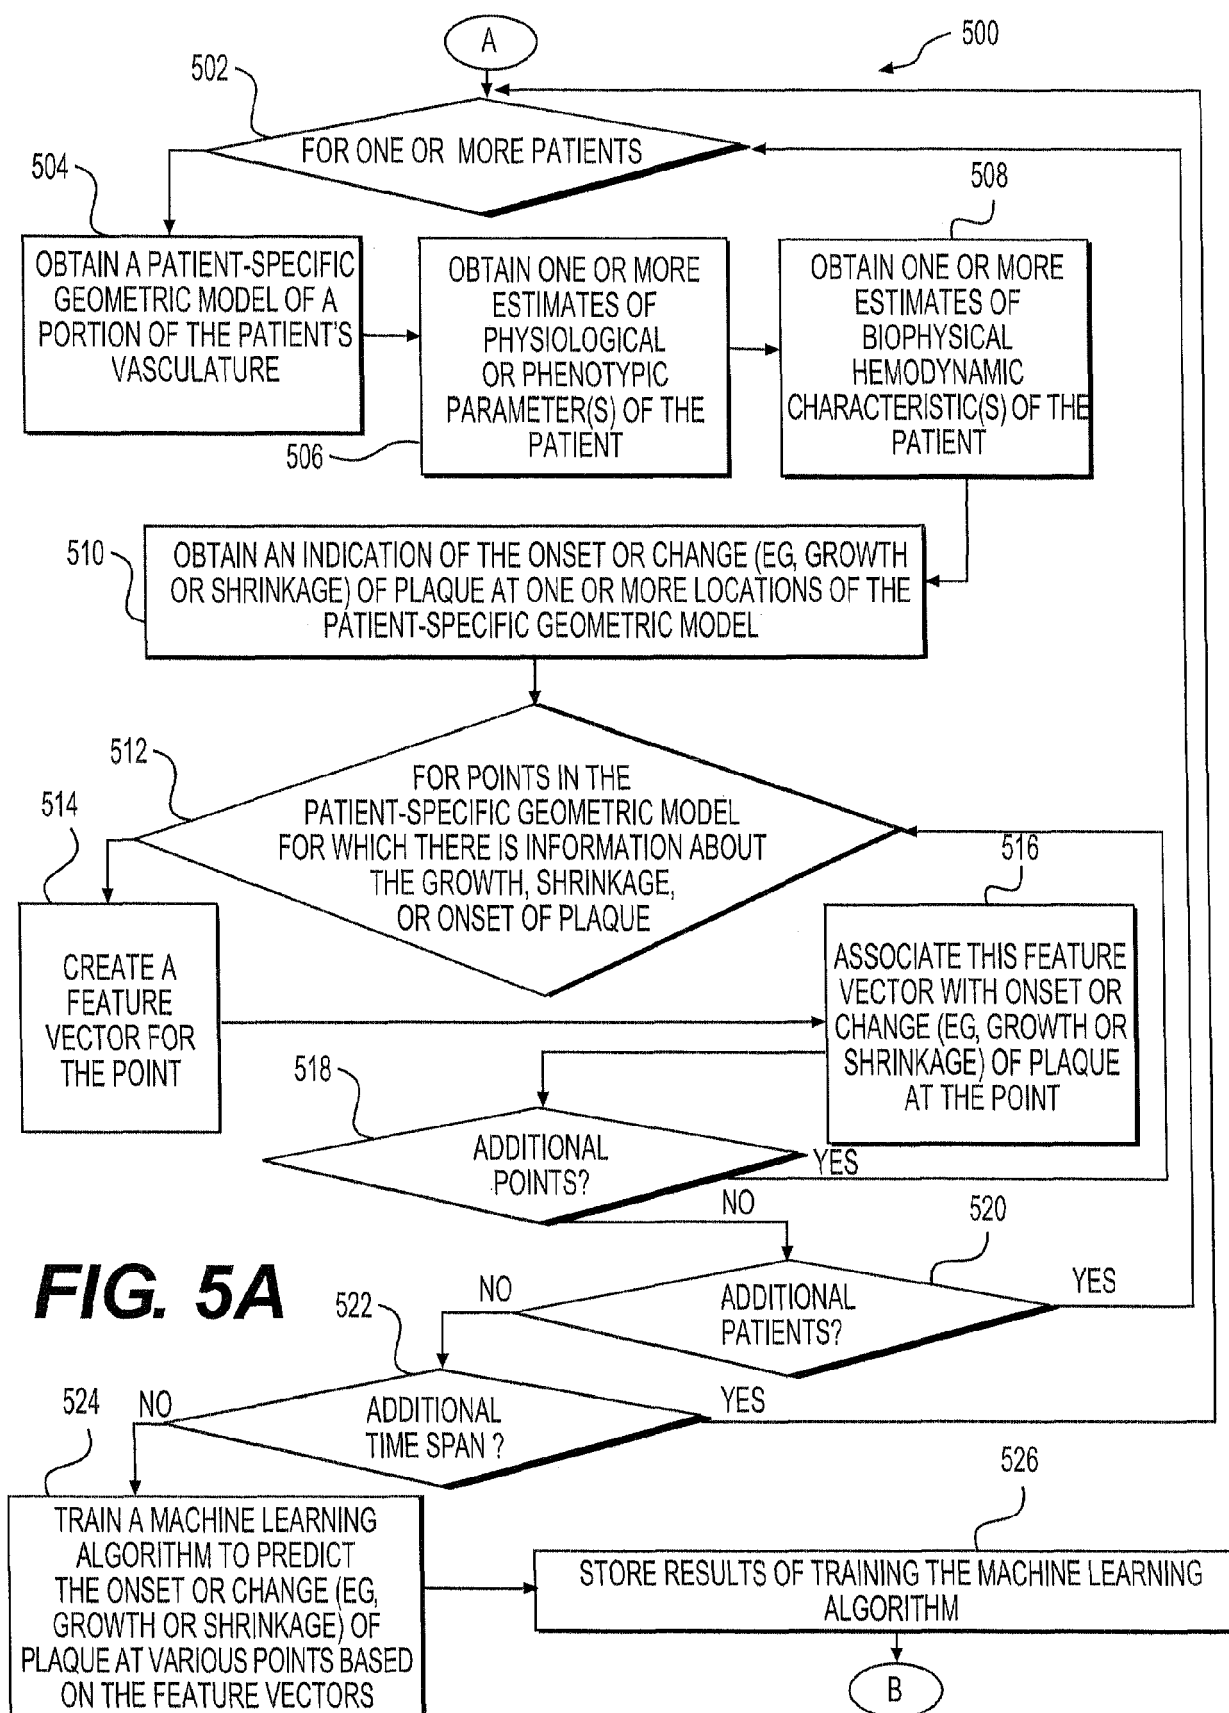 A
500
502
FOR ONE OR MORE PATIENTS
504
508
OBTAIN A PATIENT-SPECIFIC
GEOMETRIC MODEL OF A
PORTION OF THE PATIENT'S
VASCULATURE
OBTAIN ONE OR MORE
ESTIMATES OF
PHYSIOLOGICAL
OR PHENOTYPIC
PARAMETER(S) OF THE
PATIENT
506
OBTAIN ONE OR MORE
ESTIMATES OF
BIOPHYSICAL
HEMODYNAMIC
CHARACTERISTIC(S) OF THE
PATIENT
510
OBTAIN AN INDICATION OF THE ONSET OR CHANGE (EG, GROWTH
OR SHRINKAGE) OF PLAQUE AT ONE OR MORE LOCATIONS OF THE
PATIENT-SPECIFIC GEOMETRIC MODEL
512
FOR POINTS IN THE
PATIENT-SPECIFIC GEOMETRIC MODEL
FOR WHICH THERE IS INFORMATION ABOUT
THE GROWTH, SHRINKAGE,
OR ONSET OF PLAQUE
514
CREATE A
FEATURE
VECTOR FOR
THE POINT
516
ASSOCIATE THIS FEATURE
VECTOR WITH ONSET OR
CHANGE (EG, GROWTH OR
SHRINKAGE) OF PLAQUE
AT THE POINT
518
ADDITIONAL
POINTS?
YES
NO
520
ADDITIONAL
PATIENTS?
YES
NO
FIG. 5A
522
ADDITIONAL
TIME SPAN ?
YES
NO
524
TRAIN A MACHINE LEARNING
ALGORITHM TO PREDICT
THE ONSET OR CHANGE (EG,
GROWTH OR SHRINKAGE) OF
PLAQUE AT VARIOUS POINTS BASED
ON THE FEATURE VECTORS
526
STORE RESULTS OF TRAINING THE MACHINE LEARNING
ALGORITHM
B